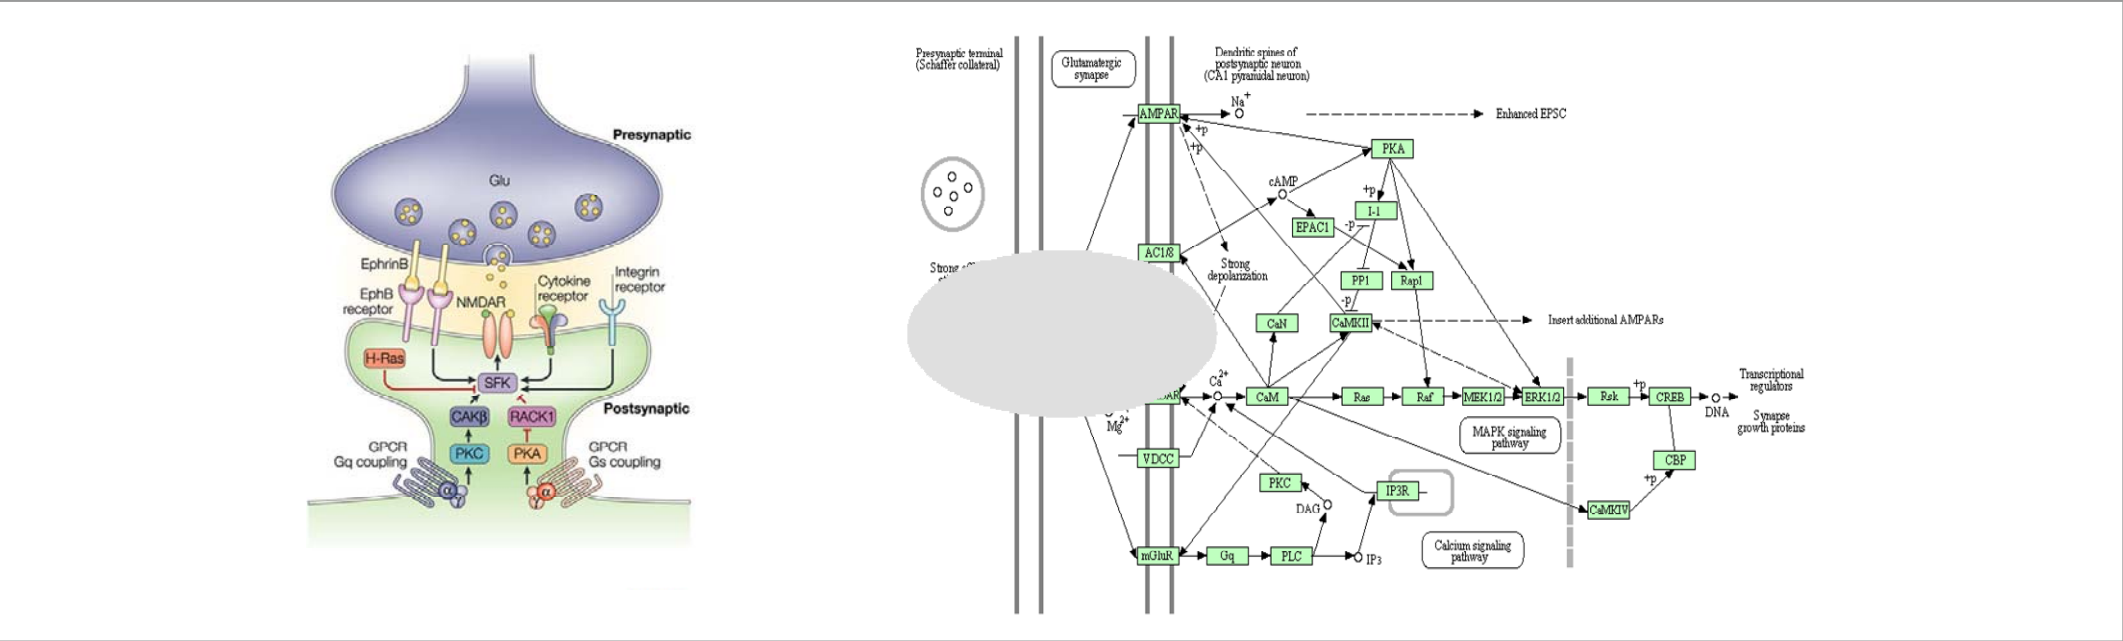 Presynaptic
Glu
EphrinB
EphB
receptor
NMDAR
Cytokine
receptor
Integrin
receptor
H-Ras
SFK
CAKβ
RACK1
Postsynaptic
PKC
PKA
GPCR
Gq coupling
GPCR
Gs coupling
α
γ
α
γ
Presynaptic terminal
(Schaffer collateral)
Glutamatergic
synapse
Dendritic spines of
postsynaptic neuron
(CA1 pyramidal neuron)
AMPAR
Na+
Enhanced EPSC
+p
+p
PKA
cAMP
+p
I-1
EPAC1
-p
AC1/8
Strong
Strong
depolarization
PP1
Rap1
-p
CaN
CaMKII
Insert additional AMPARs
Ca2+
CaM
Ras
Raf
MEK1/2
ERK1/2
Rsk
+p
CREB
DNA
Transcriptional
regulators
Synapse
growth proteins
Mg2+
MAPK signaling
pathway
VDCC
CBP
+p
PKC
DAG
IP3R
CaMKIV
mGluR
Gq
PLC
IP3
Calcium signaling
pathway